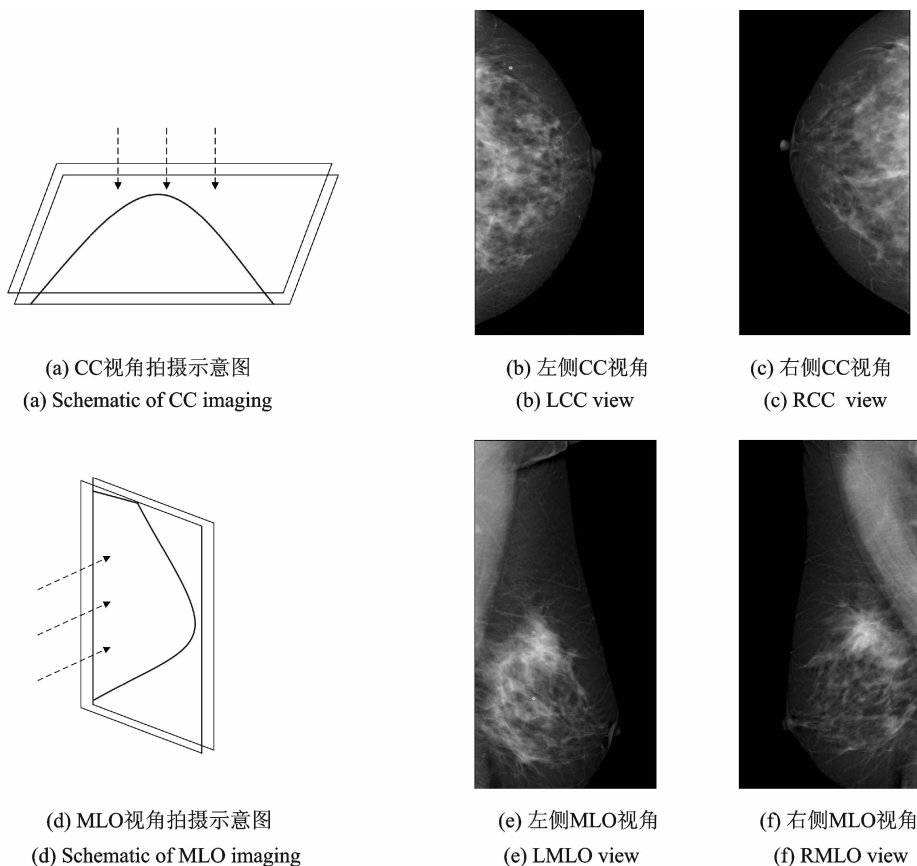 (a) CC视角拍摄示意图
(a) Schematic of CC imaging
(b) 左侧CC视角
(b) LCC view
(c) 右侧CC视角
(c) RCC view
(d) MLO视角拍摄示意图
(d) Schematic of MLO imaging
(e) 左侧MLO视角
(e) LMLO view
(f) 右侧MLO视角
(f) RMLO view